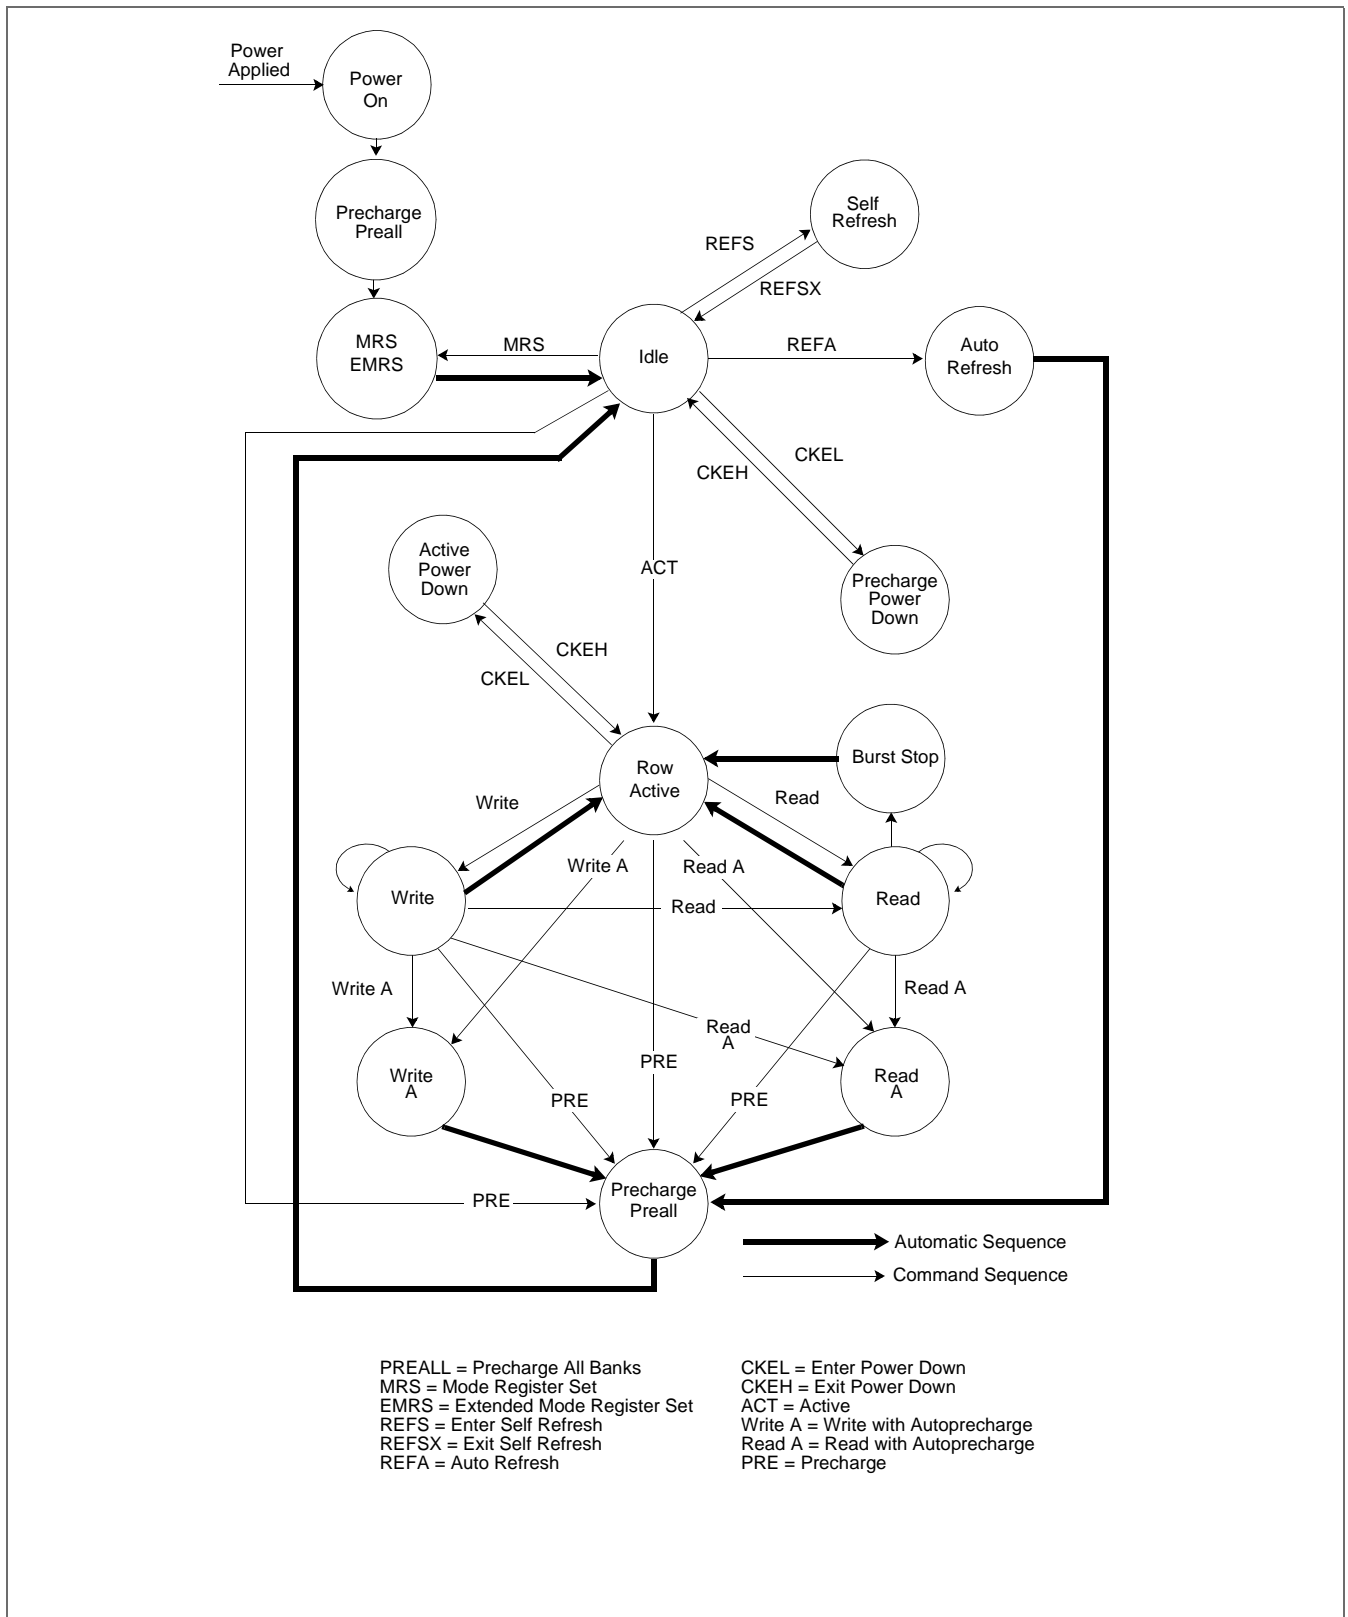 Power
Applied
Power
On
Precharge
Preall
Self
Refresh
REFS
REFSX
MRS
EMRS
MRS
Idle
REFA
Auto
Refresh
CKEL
CKEH
Active
Power
Down
ACT
Precharge
Power
Down
CKEH
CKEL
Row
Active
Burst Stop
Write
Read
Write A
Read A
Write
Read
Read
Write A
Read A
Read
A
PRE
Write
A
Read
A
PRE
PRE
Precharge
Preall
PRE
Automatic Sequence
Command Sequence
PREALL = Precharge All Banks
MRS = Mode Register Set
EMRS = Extended Mode Register Set
REFS = Enter Self Refresh
REFSX = Exit Self Refresh
REFA = Auto Refresh
CKEL = Enter Power Down
CKEH = Exit Power Down
ACT = Active
Write A = Write with Autoprecharge
Read A = Read with Autoprecharge
PRE = Precharge